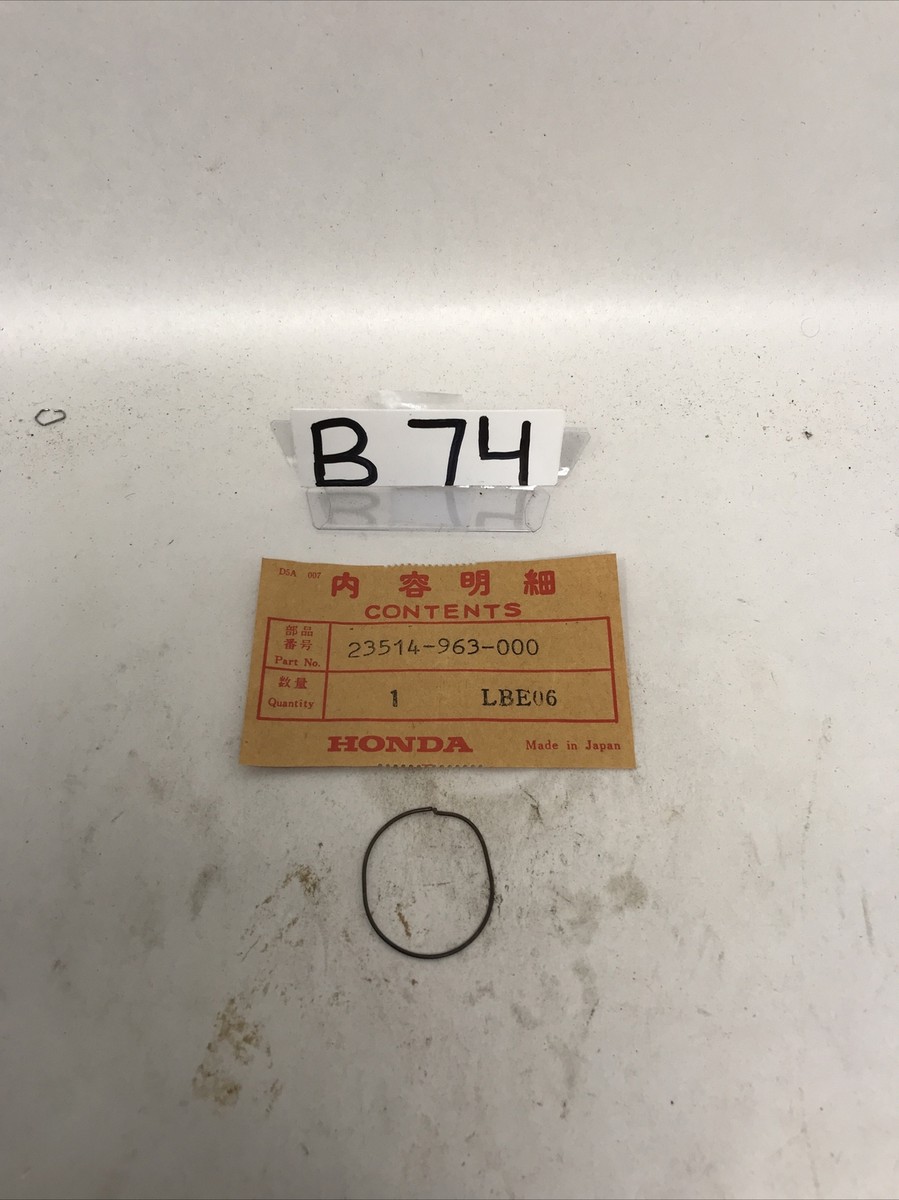 B 74
D5A 007
内容明細
CONTENTS
部品
番号
Part No.
23514-963-000
数量
Quantity
1 LBE06
HONDA
Made in Japan